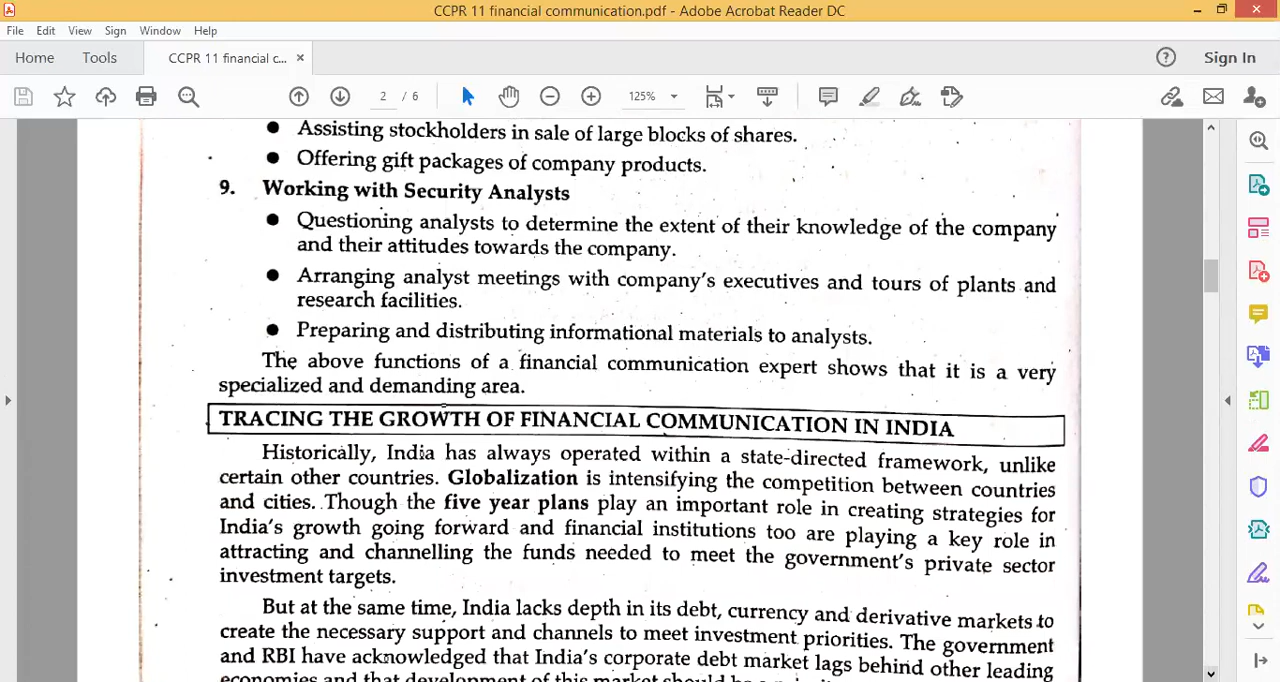 CCPR 11 financial communication.pdf - Adobe Acrobat Reader DC
File Edit View Sign Window Help
Home Tools CCPR 11 financial c... × Sign In
2 / 6 125%
● Assisting stockholders in sale of large blocks of shares.
● Offering gift packages of company products.
9. Working with Security Analysts
● Questioning analysts to determine the extent of their knowledge of the company
and their attitudes towards the company.
● Arranging analyst meetings with company's executives and tours of plants and
research facilities.
● Preparing and distributing informational materials to analysts.
The above functions of a financial communication expert shows that it is a very
specialized and demanding area.
TRACING THE GROWTH OF FINANCIAL COMMUNICATION IN INDIA
Historically, India has always operated within a state-directed framework, unlike
certain other countries. Globalization is intensifying the competition between countries
and cities. Though the five year plans play an important role in creating strategies for
India's growth going forward and financial institutions too are playing a key role in
attracting and channelling the funds needed to meet the government's private sector
investment targets.
But at the same time, India lacks depth in its debt, currency and derivative markets to
create the necessary support and channels to meet investment priorities. The government
and RBI have acknowledged that India's corporate debt market lags behind other leading
economies and that development of this market should be a